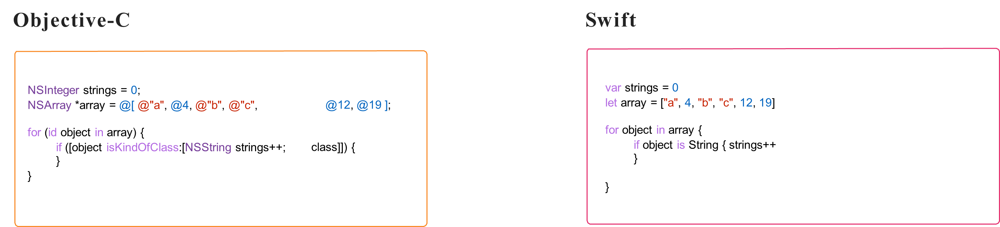 Objective-C
NSInteger strings = 0;
NSArray *array = @[ @"a", @4, @"b", @"c", @12, @19 ];
for (id object in array) {
if ([object isKindOfClass:[NSString strings++; class]]) {
}
}
Swift
var strings = 0
let array = ["a", 4, "b", "c", 12, 19]
for object in array {
if object is String { strings++
}
}